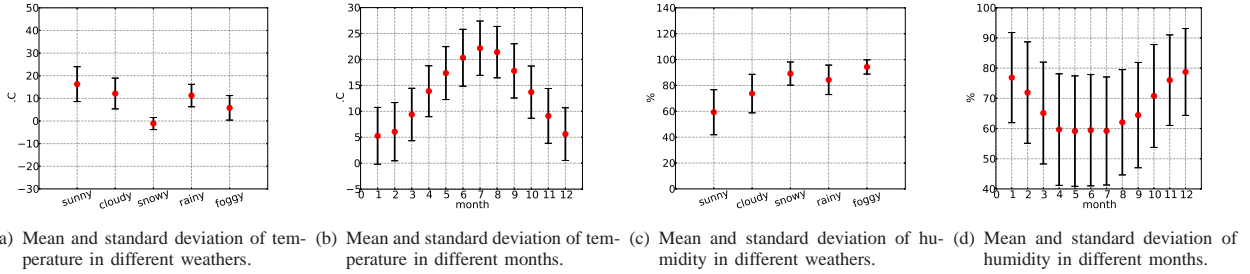 50
40
30
20
10
0
−10
−20
−30
.C
sunny
cloudy
snowy
rainy
foggy
30
25
20
15
10
5
0
−5
.C
0 1 2 3 4 5 6 7 8 9 10 11 12
month
140
120
100
80
60
40
20
0
%
sunny
cloudy
snowy
rainy
foggy
100
90
80
70
60
50
40
%
0 1 2 3 4 5 6 7 8 9 10 11 12
month
a) Mean and standard deviation of tem-
perature in different weathers.
(b) Mean and standard deviation of tem-
perature in different months.
(c) Mean and standard deviation of hu-
midity in different weathers.
(d) Mean and standard deviation of
humidity in different months.